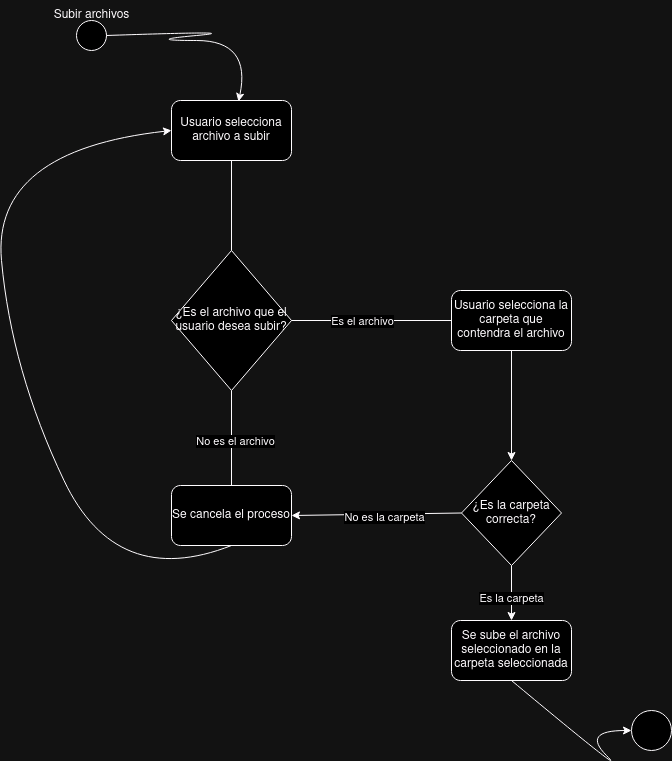 Subir archivos
Usuario selecciona
archivo a subir
¿Es el archivo que el
usuario desea subir?
Es el archivo
Usuario selecciona la
carpeta que
contendra el archivo
No es el archivo
Se cancela el proceso
No es la carpeta
¿Es la carpeta
correcta?
Es la carpeta
Se sube el archivo
seleccionado en la
carpeta seleccionada